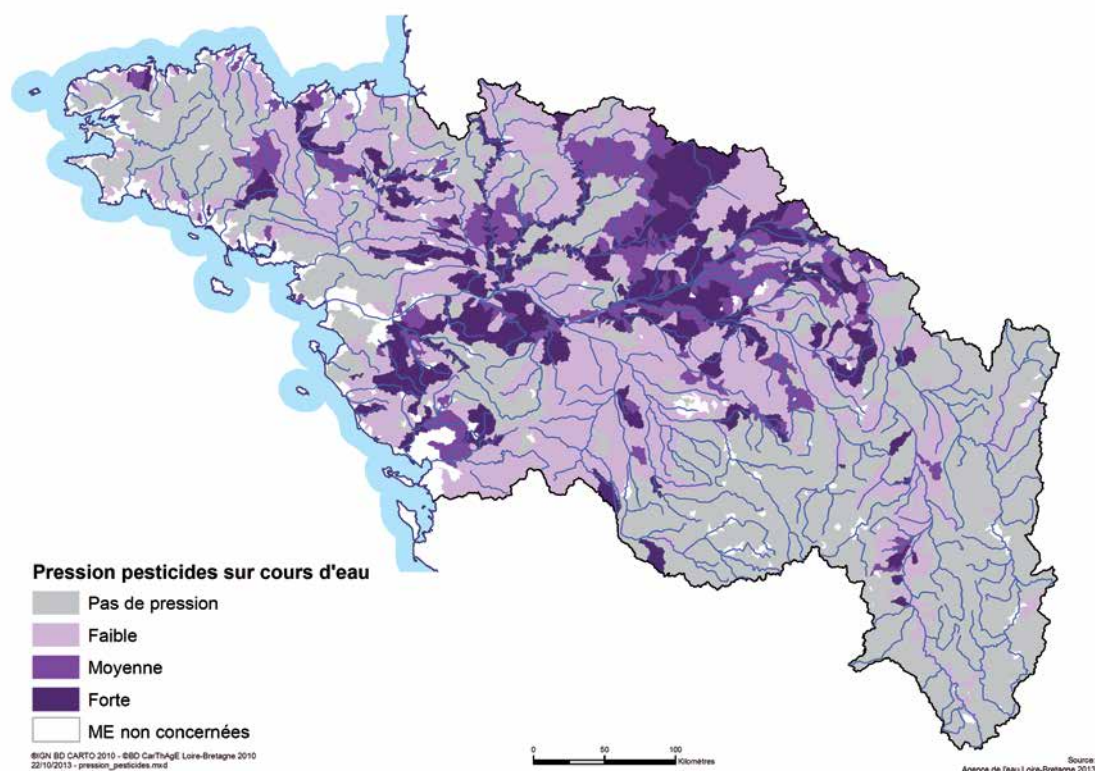 Pression pesticides sur cours d'eau
Pas de pression
Faible
Moyenne
Forte
ME non concernées
©IGN BD CARTO 2010 - ©BD CarThAgE Loire-Bretagne 2010
22/10/2013 - pression_pesticides.mxd
0 50 100
Kilomètres
Source:
Agence de l'eau Loire-Bretagne 2013